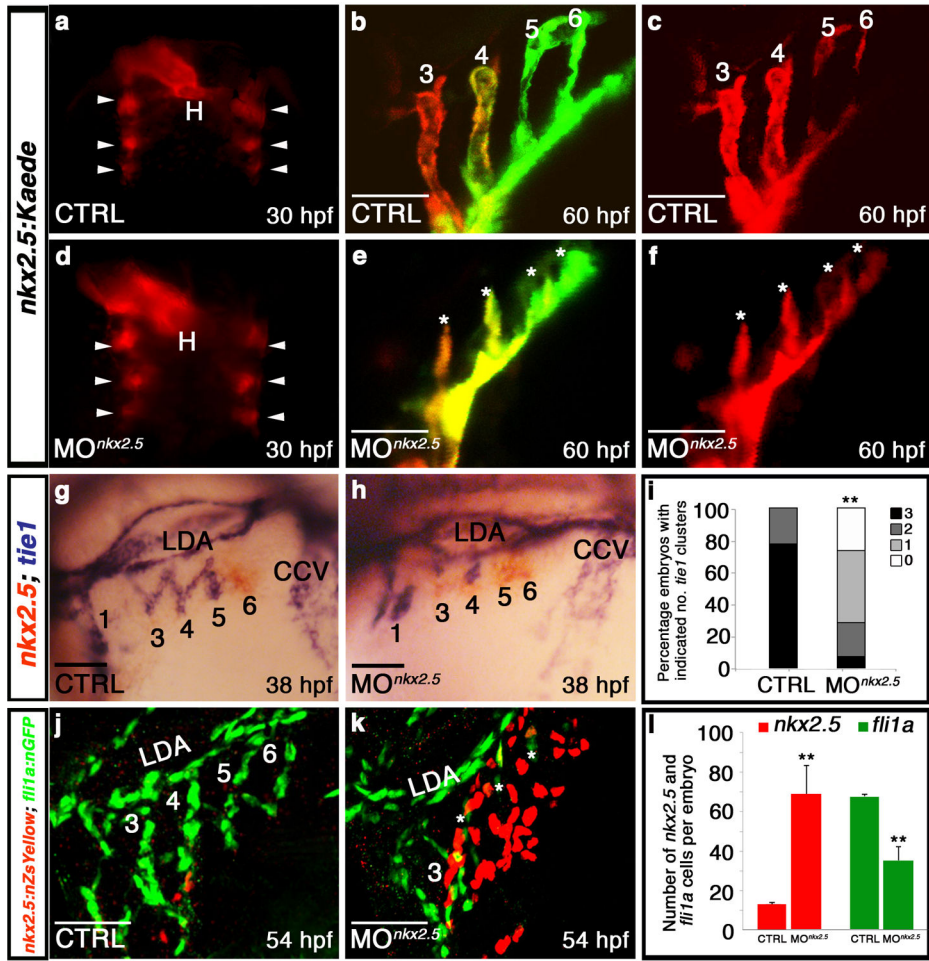 nkx2.5:Kaede
a
H
CTRL
30 hpf
b
3
4
5
6
CTRL
60 hpf
c
3
4
5
6
CTRL
60 hpf
d
H
MOnkx2.5
30 hpf
e
*
*
*
*
60 hpf
f
*
*
*
*
60 hpf
nkx2.5; tie1
g
LDA
CCV
1
3
4
5
6
CTRL
38 hpf
h
LDA
CCV
1
3
4
5
6
MOnkx2.5
38 hpf
i
**
Percentage embryos with
indicated no. tie1 clusters
100
80
60
40
20
0
3
2
1
0
CTRL
MOnkx2.5
nkx2.5:nZsYellow; fli1a:nGFP
j
LDA
3
4
5
6
CTRL
54 hpf
k
LDA
3
*
*
*
MOnkx2.5
54 hpf
l
nkx2.5
fli1a
Number of nkx2.5 and
fli1a cells per embryo
100
80
60
40
20
0
**
**
CTRL MOnkx2.5
CTRL MOnkx2.5